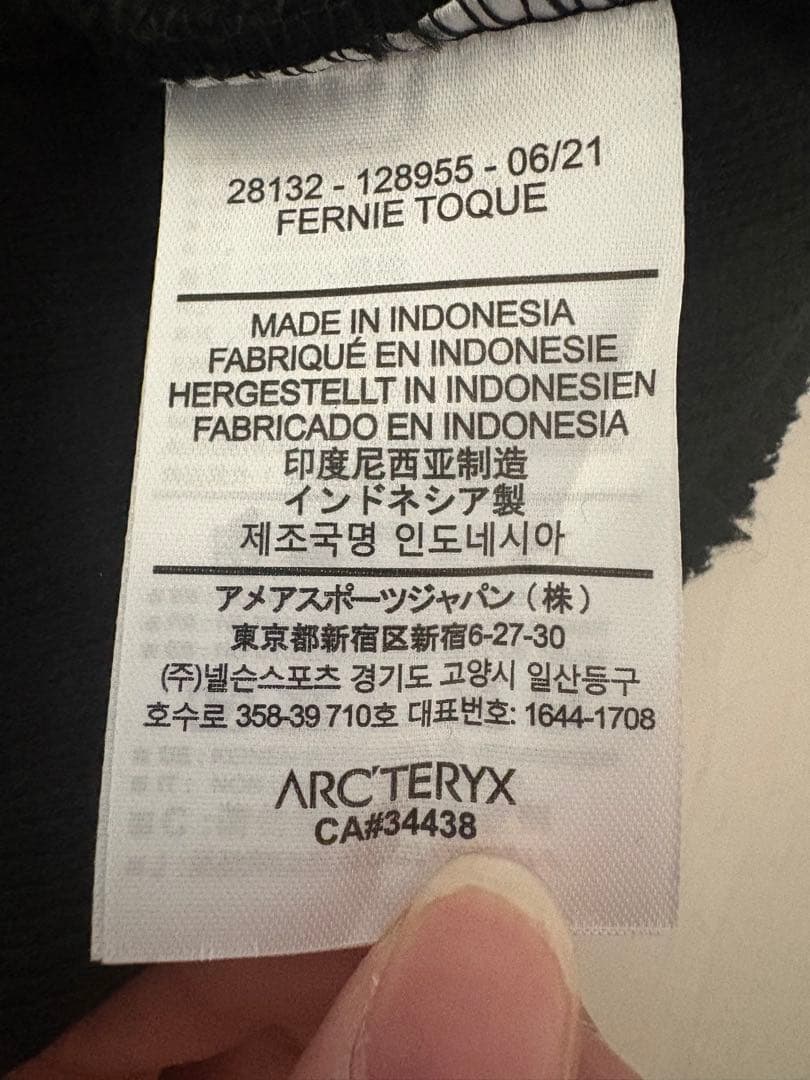 28132 - 128955 - 06/21
FERNIE TOQUE
MADE IN INDONESIA
FABRIQUÉ EN INDONESIE
HERGESTELLT IN INDONESIEN
FABRICADO EN INDONESIA
印度尼西亚制造
インドネシア製
제조국명 인도네시아
アメアスポーツジャパン（株）
東京都新宿区新宿6-27-30
(주)넬슨스포츠 경기도 고양시 일산등구
호수로 358-39 710호 대표번호: 1644-1708
ARC'TERYX
CA#34438